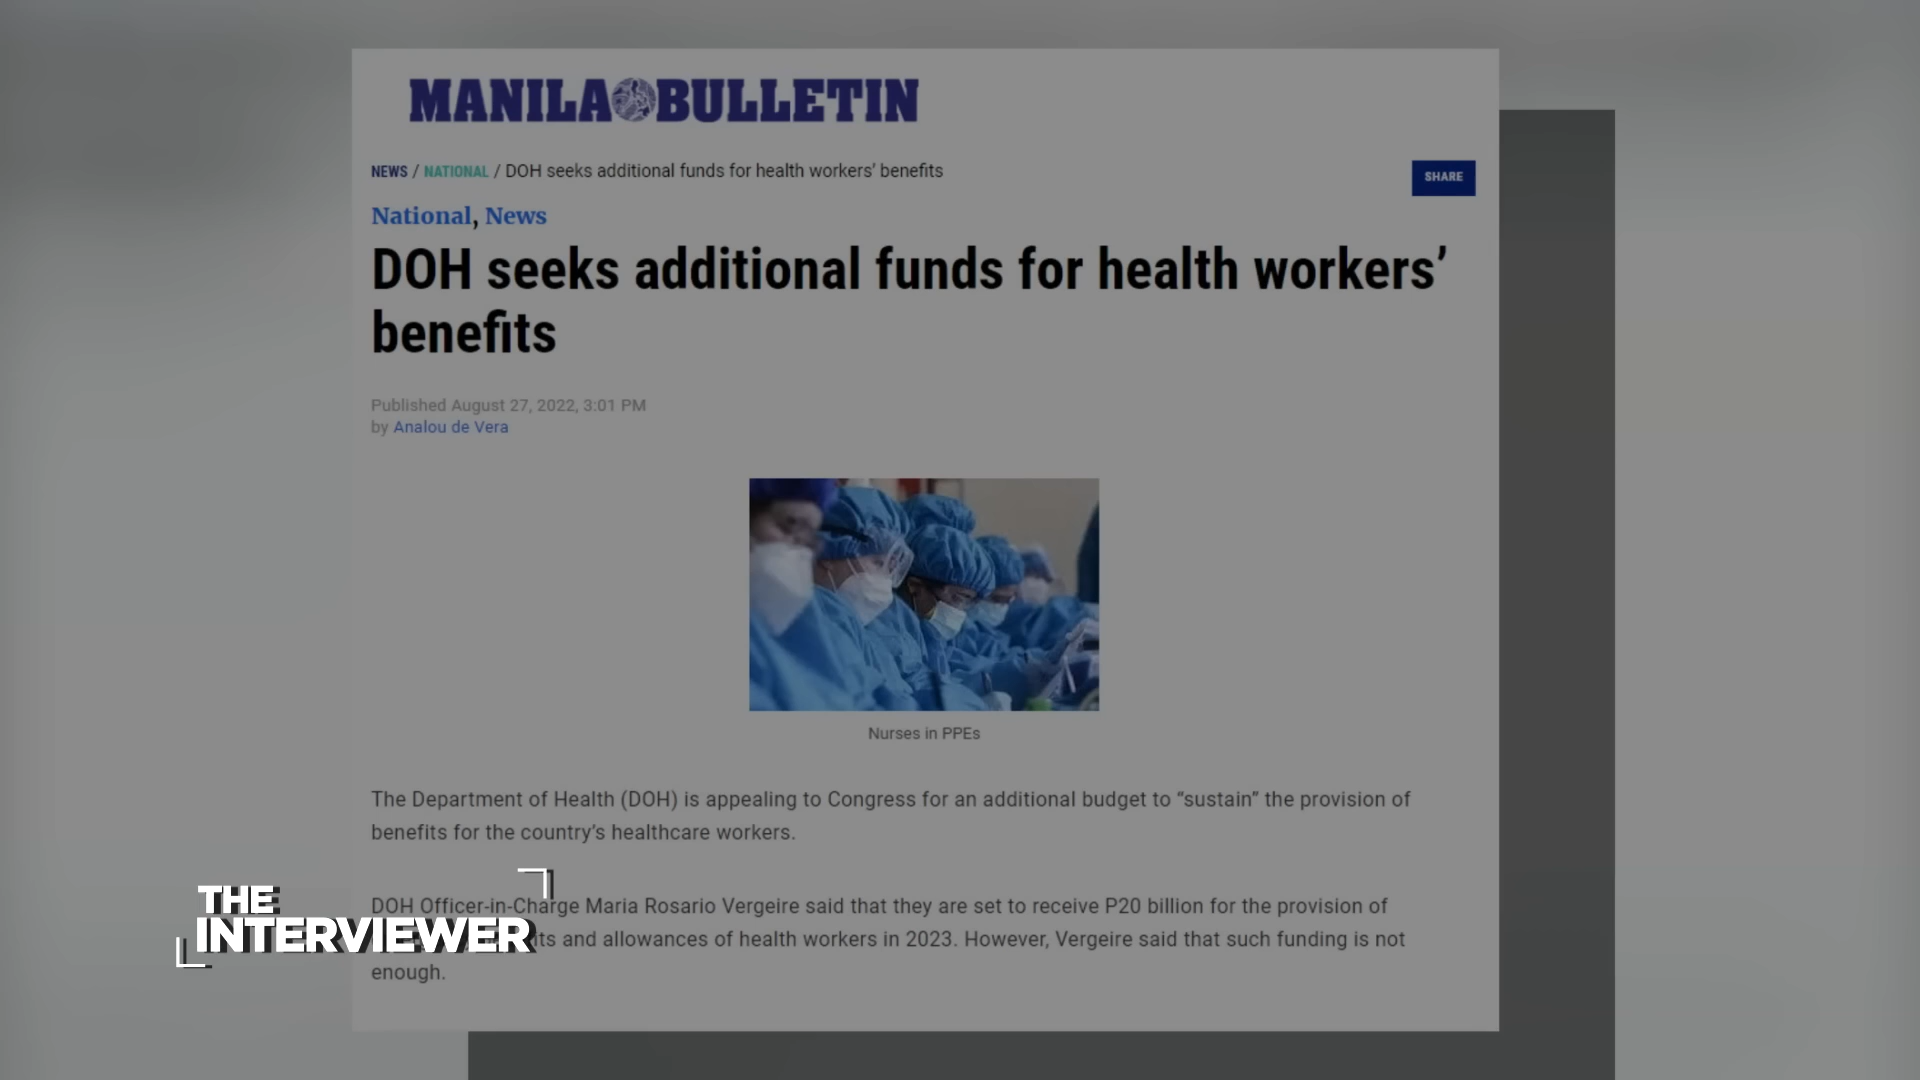 MANILA BULLETIN
NEWS / NATIONAL / DOH seeks additional funds for health workers’ benefits
SHARE
National, News
DOH seeks additional funds for health workers’
benefits
Published August 27, 2022, 3:01 PM
by Analou de Vera
Nurses in PPEs
The Department of Health (DOH) is appealing to Congress for an additional budget to “sustain” the provision of
benefits for the country’s healthcare workers.
DOH Officer-in-Charge Maria Rosario Vergeire said that they are set to receive P20 billion for the provision of
and allowances of health workers in 2023. However, Vergeire said that such funding is not
enough.
THE
INTERVIEWER